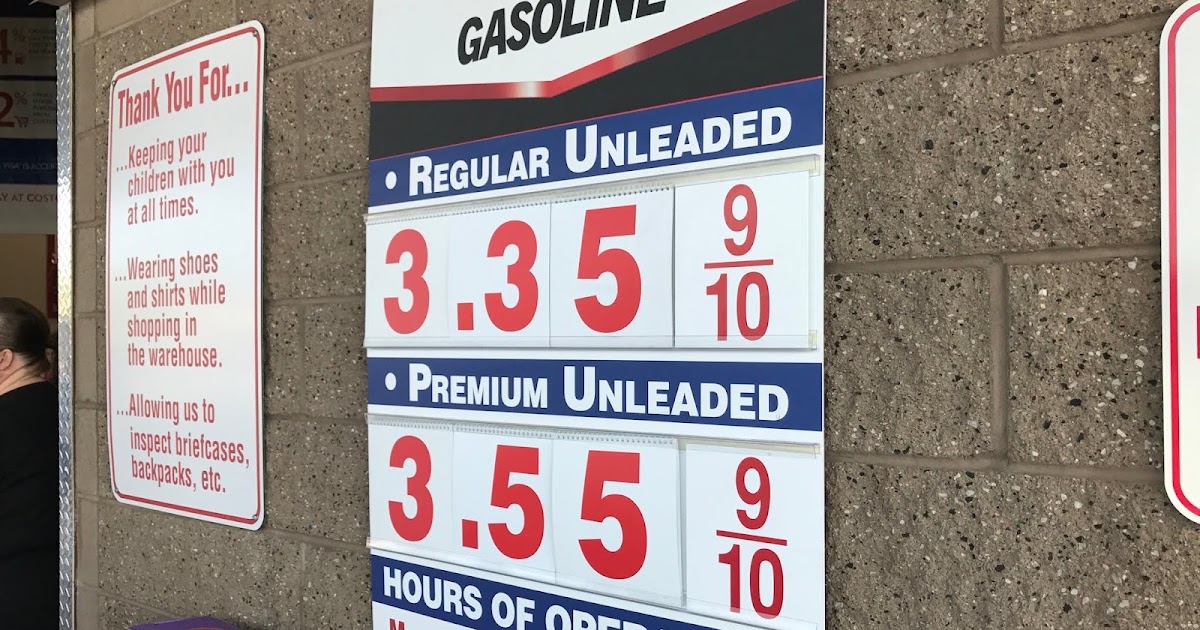 Thank You For...
...Keeping your
children with you
at all times.
...Wearing shoes
and shirts while
shopping in
the warehouse.
...Allowing us to
inspect briefcases,
backpacks, etc.
GASOLINE
• REGULAR UNLEADED
3.35 9/10
• PREMIUM UNLEADED
3.55 9/10
HOURS OF
2%